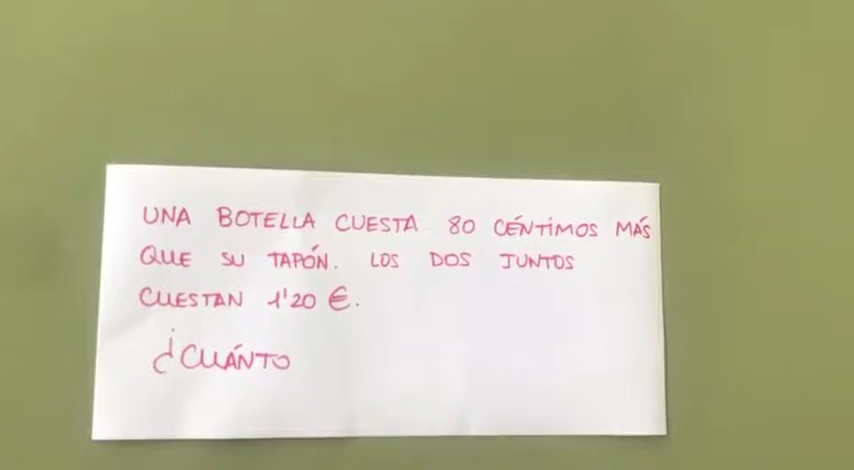 UNA BOTELLA CUESTA 80 CÉNTIMOS MÁS
QUE SU TAPÓN. LOS DOS JUNTOS
CUESTAN 1'20 €.
¿CUÁNTO